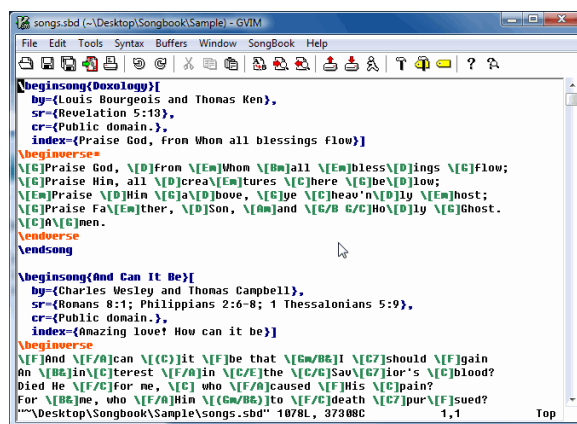 songs.sbd (~\Desktop\Songbook\Sample) - GVIM
File Edit Tools Syntax Buffers Window SongBook Help
\beginsong{Doxology}[
by={Louis Bourgeois and Thomas Ken},
sr={Revelation 5:13},
cr={Public domain.},
index={Praise God, from Whom all blessings flow}]
\beginverse*
\[G]Praise God, \[D]from \[Em]Whom \[Bm]all \[Em]bless\[D]ings \[G]flow;
\[G]Praise Him, all \[D]crea\[Em]tures \[C]here \[G]be\[D]low;
\[Em]Praise \[D]Him \[G]a\[D]bove, \[G]ye \[C]heav'n\[D]ly \[Em]host;
\[G]Praise Fa\[Em]ther, \[D]Son, \[Am]and \[G/B G/C]Ho\[D]ly \[G]Ghost.
\[C]A\[G]men.
\endverse
\endsong
\beginsong{And Can It Be}[
by={Charles Wesley and Thomas Campbell},
sr={Romans 8:1; Philippians 2:6-8; 1 Thessalonians 5:9},
cr={Public domain.},
index={Amazing love! How can it be}]
\beginverse
\[F]And \[F/A]can \[(C)]it \[F]be that \[Gm/B&]I \[C7]should \[F]gain
An \[B&]in\[C]terest \[F/A]in \[C/E]the \[C/G]Sav\[G7]ior's \[C]blood?
Died He \[F/C]for me, \[C] who \[F/A]caused \[F]His \[C]pain?
For \[B&]me, who \[F/A]Him \[(Gm/B&)]to \[F/C]death \[C7]pur\[F]sued?
"~\Desktop\Songbook\Sample\songs.sbd" 1078L, 37308C 1,1 Top